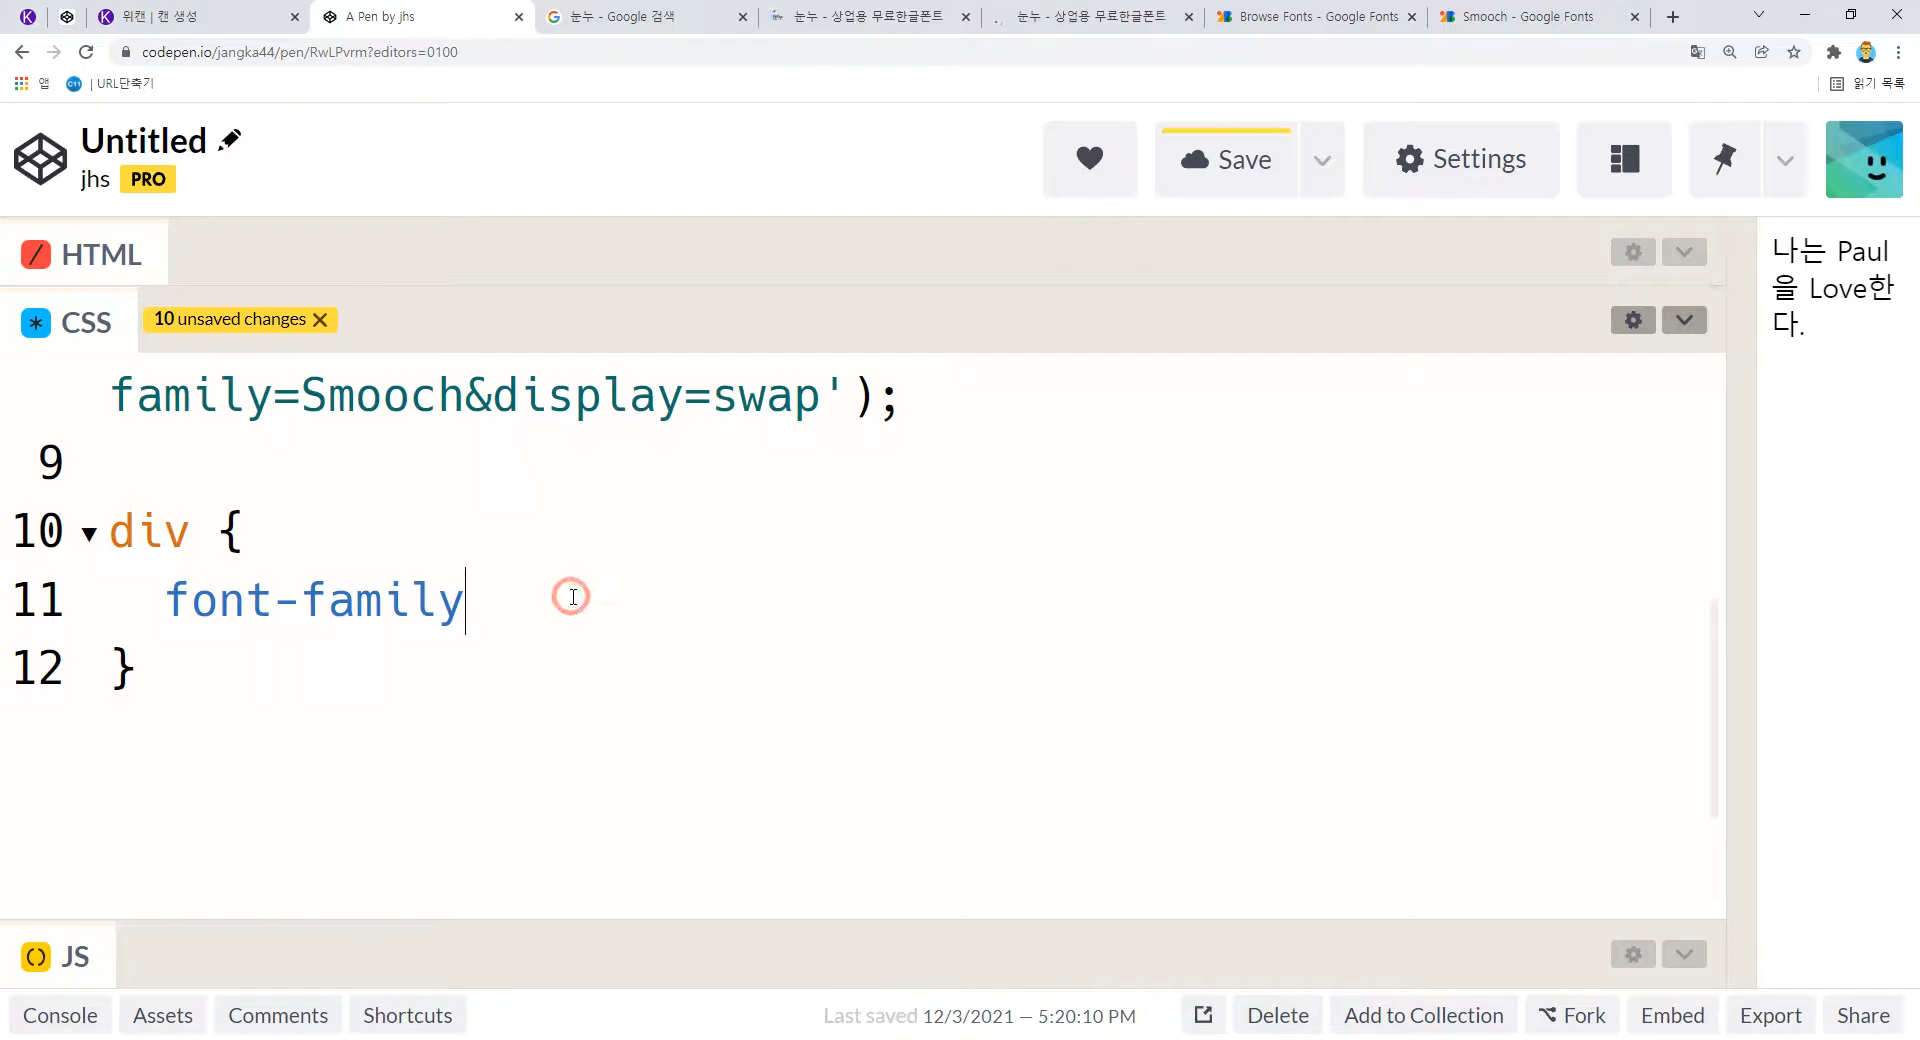 위캔 | 캔 생성
A Pen by jhs
눈누 - Google 검색
눈누 - 상업용 무료한글폰트
눈누 - 상업용 무료한글폰트
Browse Fonts - Google Fonts
Smooch - Google Fonts
codepen.io/jangka44/pen/RwLPvrm?editors=0100
앱
| URL단축기
읽기 목록
Untitled
jhs PRO
Save
Settings
HTML
CSS
10 unsaved changes
family=Smooch&display=swap');
9
10 div {
11 font-family
12 }
나는 Paul
을 Love한
다.
JS
Console
Assets
Comments
Shortcuts
Last saved 12/3/2021 — 5:20:10 PM
Delete
Add to Collection
Fork
Embed
Export
Share